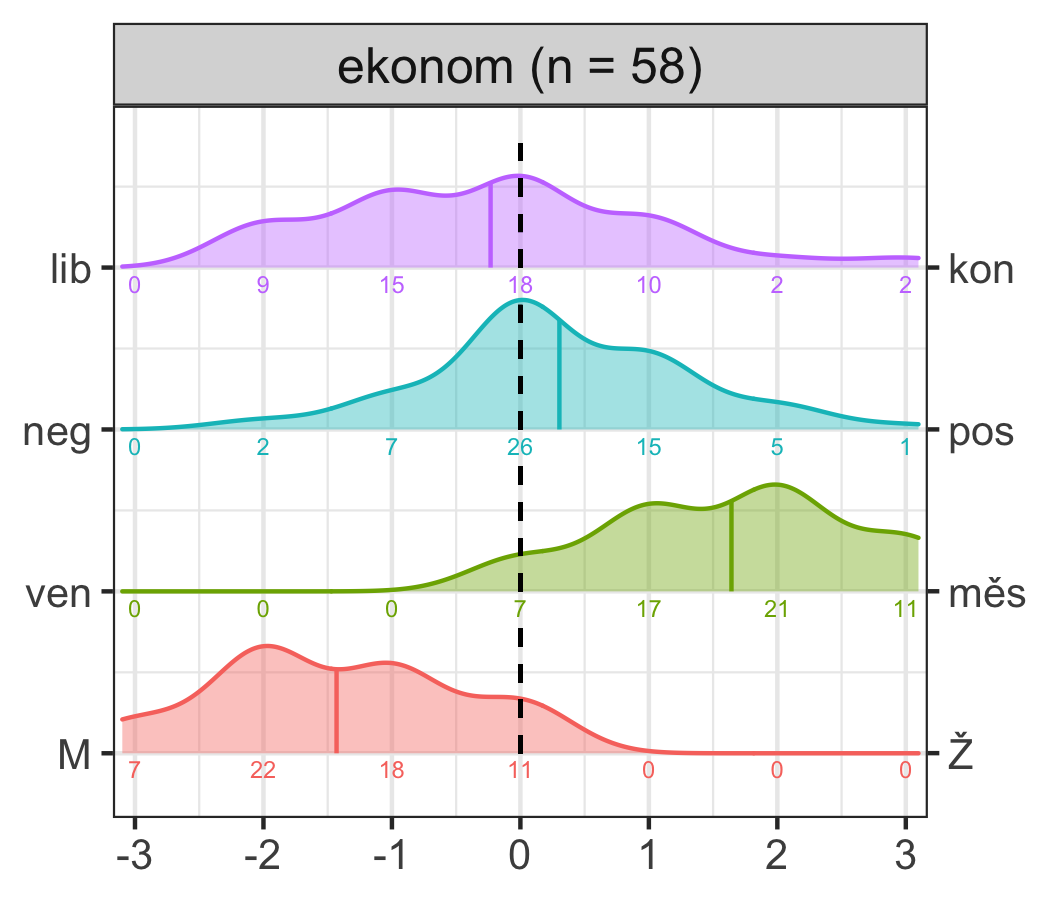 ekonom (n = 58)
lib kon
0 9 15 18 10 2 2
neg pos
0 2 7 26 15 5 1
ven měs
0 0 0 7 17 21 11
M Ž
7 22 18 11 0 0 0
-3 -2 -1 0 1 2 3